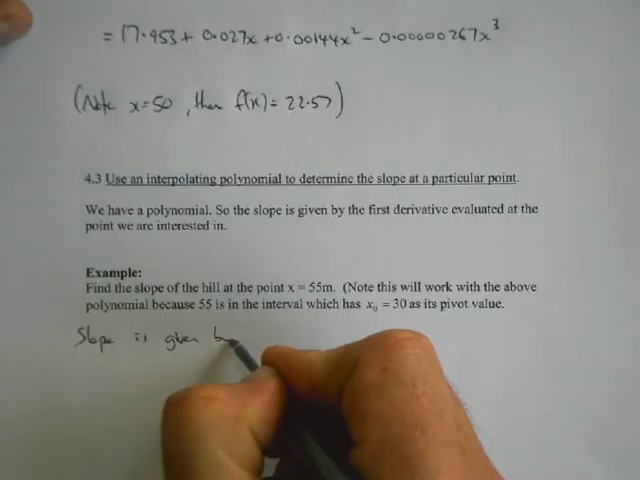 = 17.953 + 0.027x + 0.00144x² - 0.00000267x³
(Note x=50 , then f(x) = 22.57)
4.3 Use an interpolating polynomial to determine the slope at a particular point.
We have a polynomial. So the slope is given by the first derivative evaluated at the
point we are interested in.
Example:
Find the slope of the hill at the point x = 55m. (Note this will work with the above
polynomial because 55 is in the interval which has x₀ = 30 as its pivot value.
Slope is given by